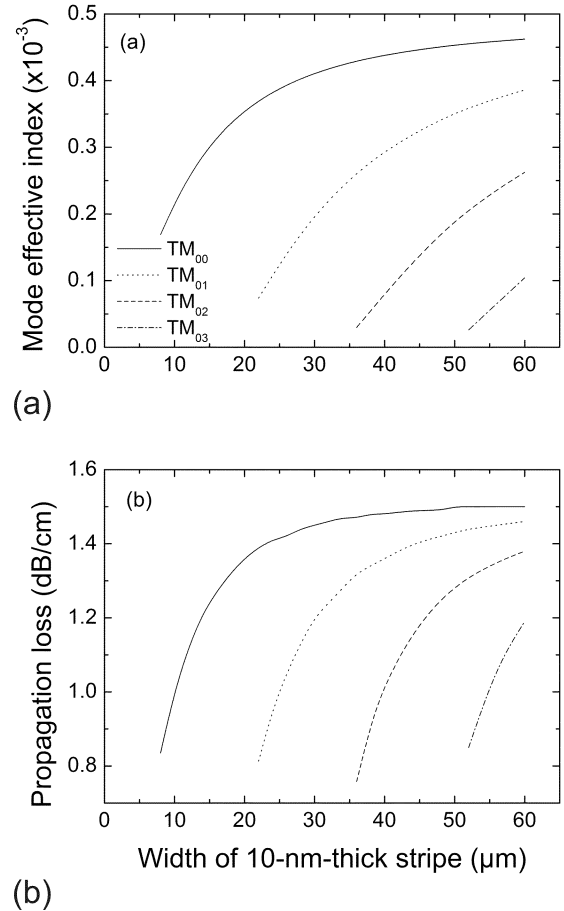 (a)
Mode effective index (x10⁻³)
0.5
0.4
0.3
0.2
0.1
0.0
TM₀₀
TM₀₁
TM₀₂
TM₀₃
0 10 20 30 40 50 60
(a)
(b)
Propagation loss (dB/cm)
1.6
1.4
1.2
1.0
0.8
0 10 20 30 40 50 60
Width of 10-nm-thick stripe (µm)
(b)